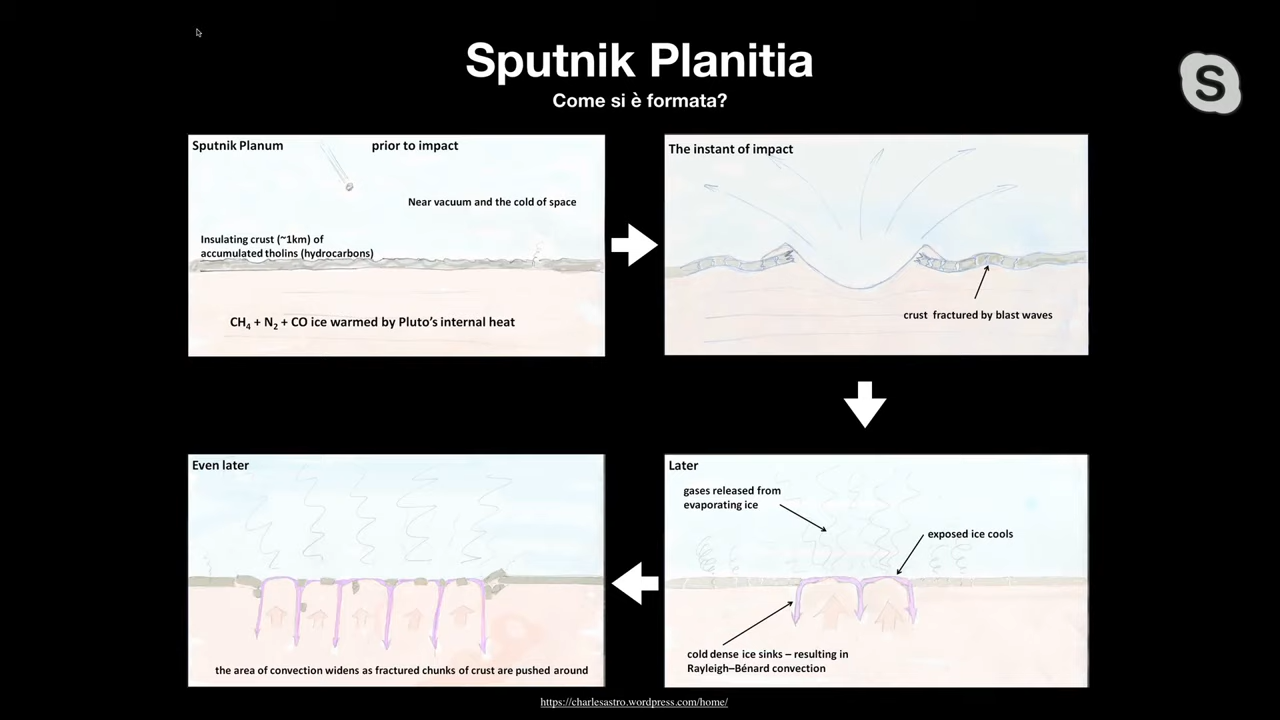 Sputnik Planitia
Come si è formata?
S
Sputnik Planum prior to impact
Near vacuum and the cold of space
Insulating crust (~1km) of
accumulated tholins (hydrocarbons)
CH₄ + N₂ + CO ice warmed by Pluto's internal heat
The instant of impact
crust fractured by blast waves
Later
gases released from
evaporating ice
exposed ice cools
cold dense ice sinks – resulting in
Rayleigh–Bénard convection
Even later
the area of convection widens as fractured chunks of crust are pushed around
https://charlesastro.wordpress.com/home/